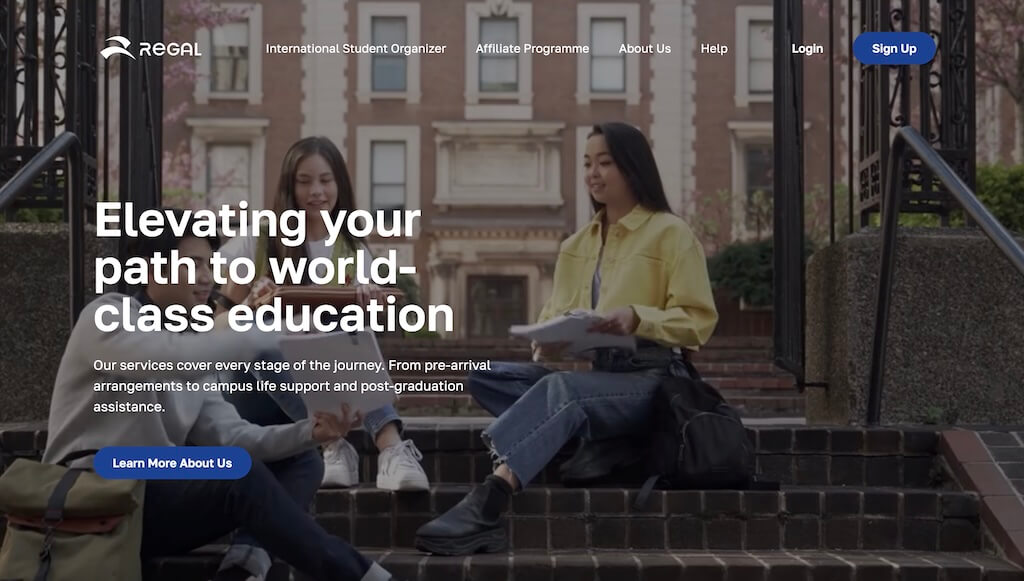 REGAL
International Student Organizer
Affiliate Programme
About Us
Help
Login
Sign Up
Elevating your
path to world-
class education
Our services cover every stage of the journey. From pre-arrival
arrangements to campus life support and post-graduation
assistance.
Learn More About Us